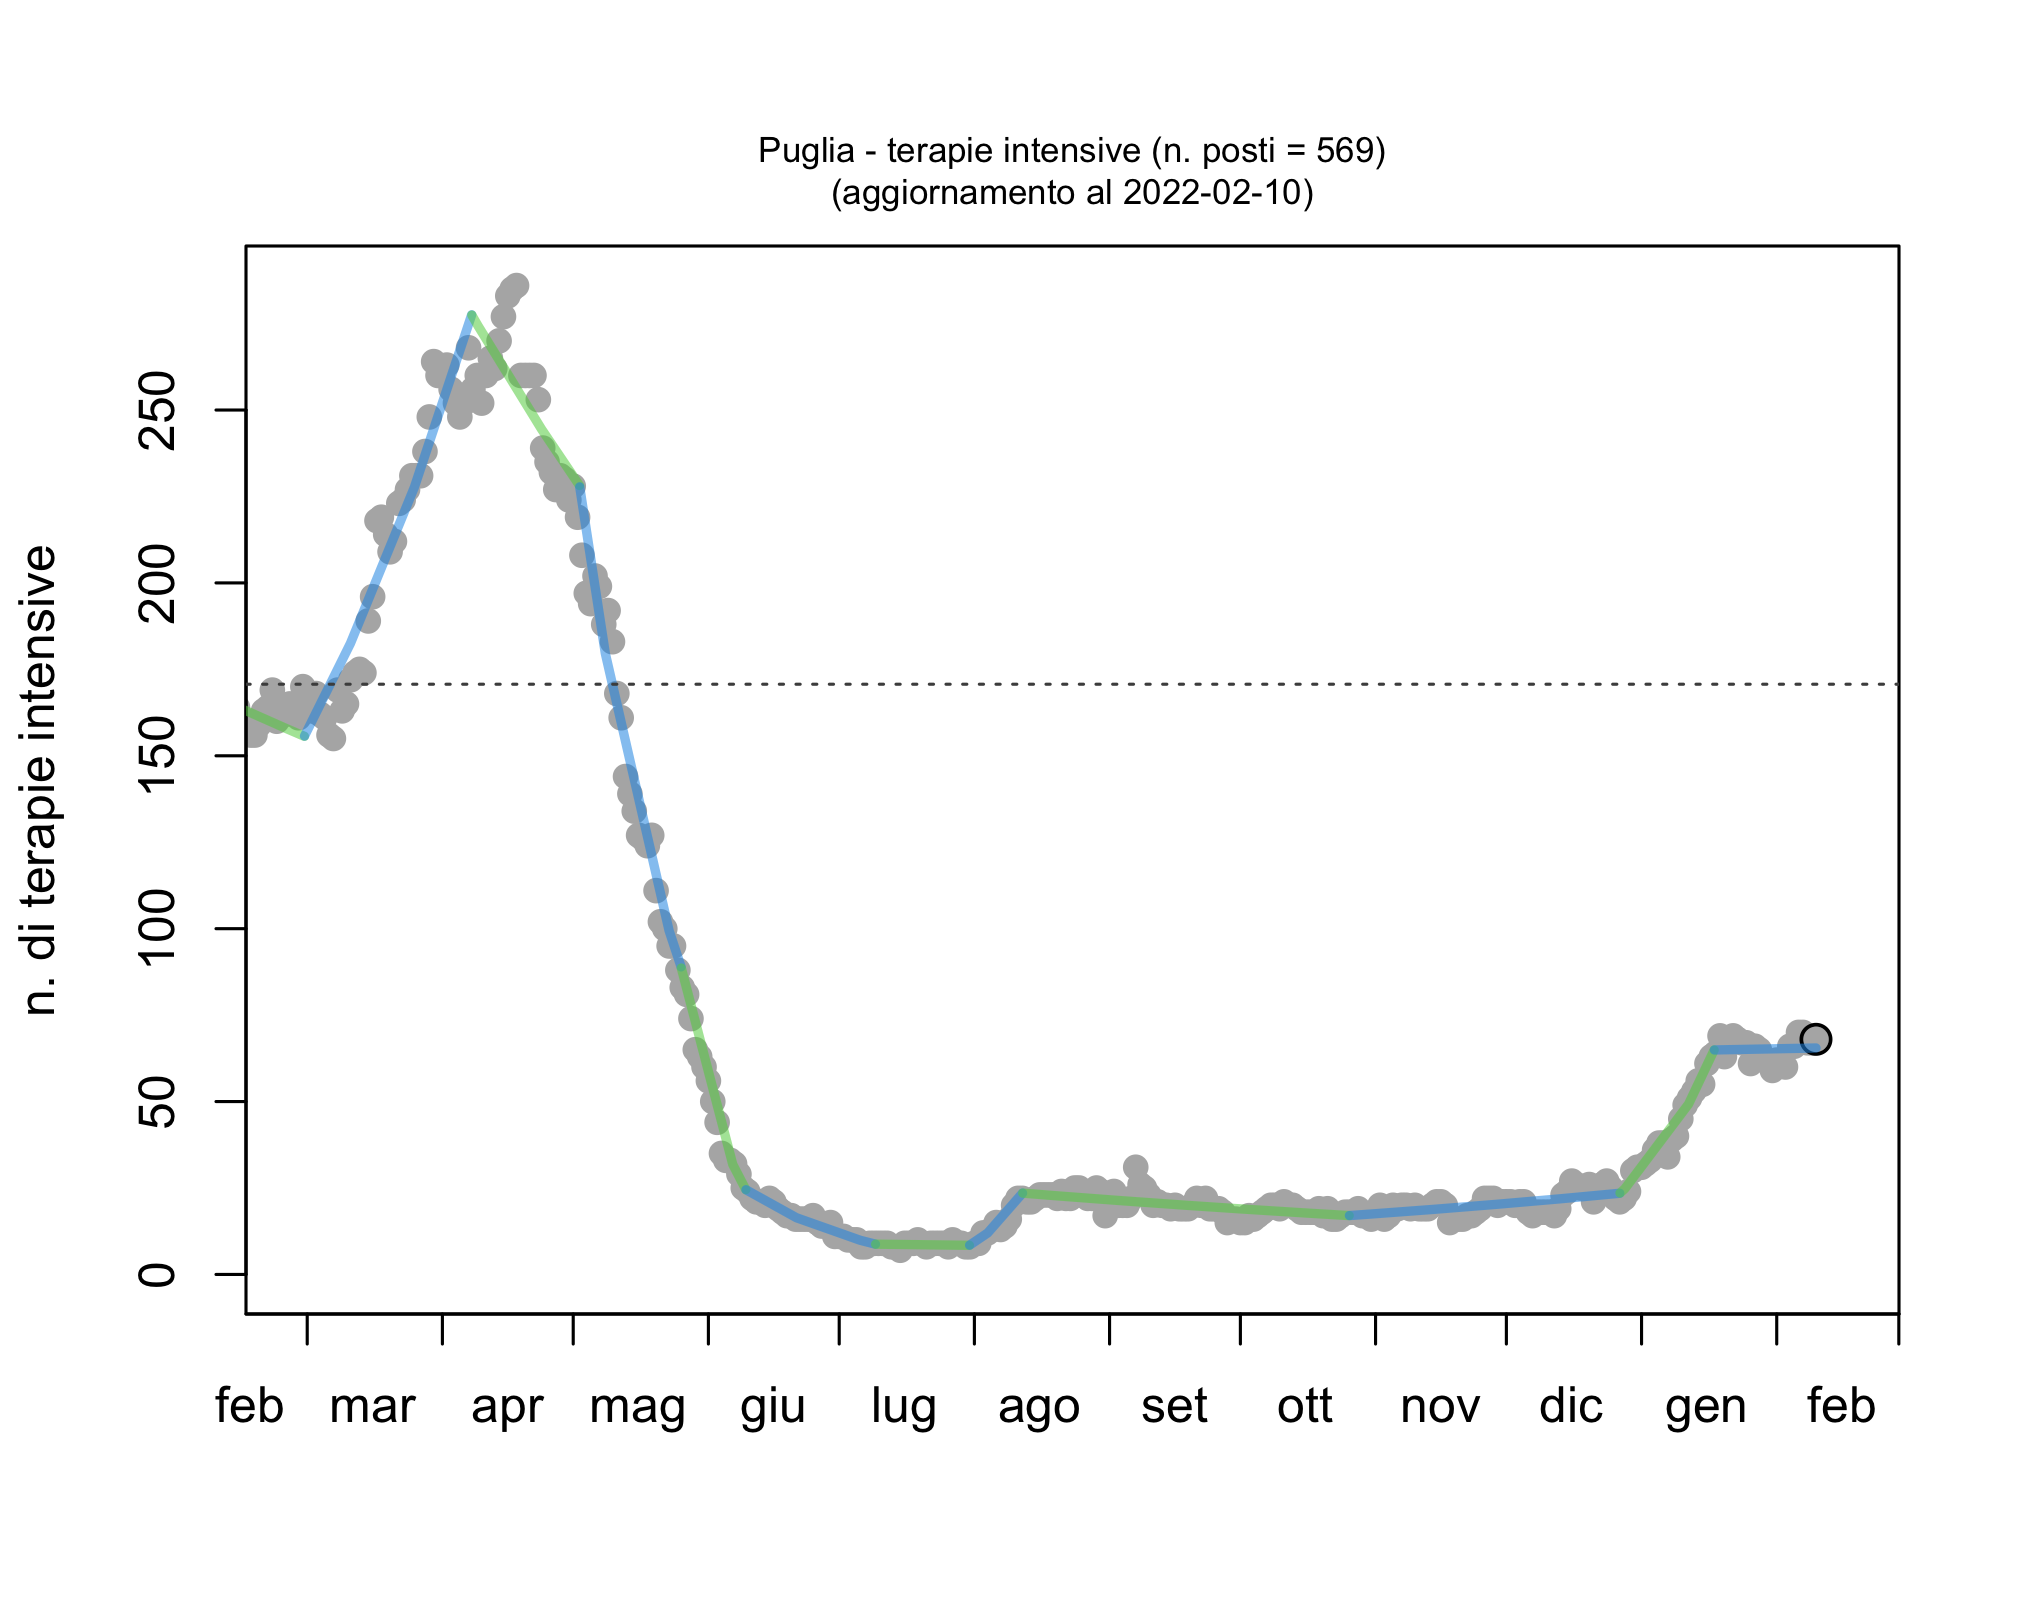 Puglia - terapie intensive (n. posti = 569)
(aggiornamento al 2022-02-10)
n. di terapie intensive
250
200
150
100
50
0
feb mar apr mag giu lug ago set ott nov dic gen feb